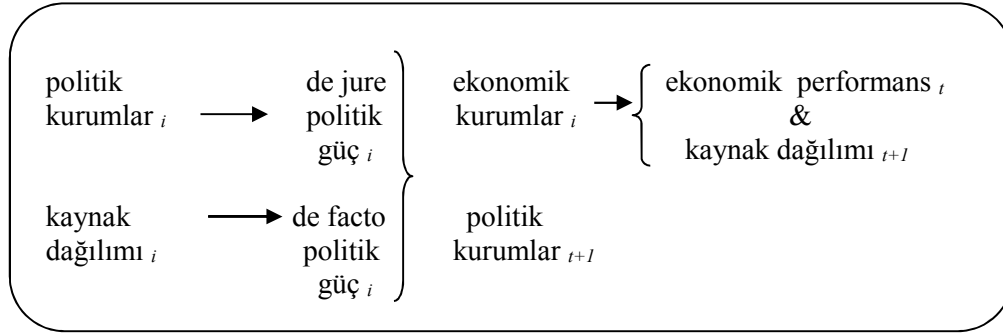 politik
kurumlar i
de jure
politik
güç i
ekonomik
kurumlar i
ekonomik performans t
&
kaynak dağılımı t+1
kaynak
dağılımı i
de facto
politik
güç i
politik
kurumlar t+1